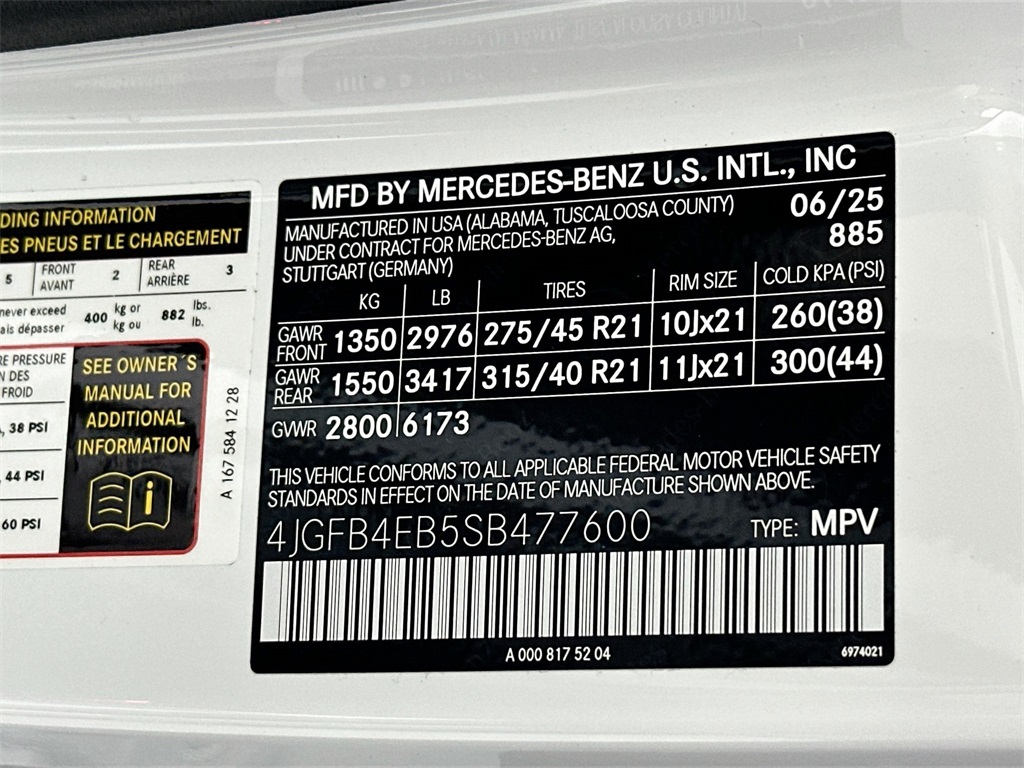 DING INFORMATION
ES PNEUS ET LE CHARGEMENT
5 FRONT AVANT 2 REAR ARRIÈRE 3
never exceed 400 kg or 882 lbs.
ais dépasser kg ou lb.
PRESSURE
DES
FROID
38 PSI
44 PSI
60 PSI
SEE OWNER´S
MANUAL FOR
ADDITIONAL
INFORMATION
i
A 167 584 12 28
MFD BY MERCEDES-BENZ U.S. INTL., INC
MANUFACTURED IN USA (ALABAMA, TUSCALOOSA COUNTY) 06/25
UNDER CONTRACT FOR MERCEDES-BENZ AG, 885
STUTTGART (GERMANY)
KG LB TIRES RIM SIZE COLD KPA (PSI)
GAWR FRONT 1350 2976 275/45 R21 10Jx21 260(38)
GAWR REAR 1550 3417 315/40 R21 11Jx21 300(44)
GVWR 2800 6173
THIS VEHICLE CONFORMS TO ALL APPLICABLE FEDERAL MOTOR VEHICLE SAFETY
STANDARDS IN EFFECT ON THE DATE OF MANUFACTURE SHOWN ABOVE.
4JGFB4EB5SB477600 TYPE: MPV
A 000 817 52 04
6974021